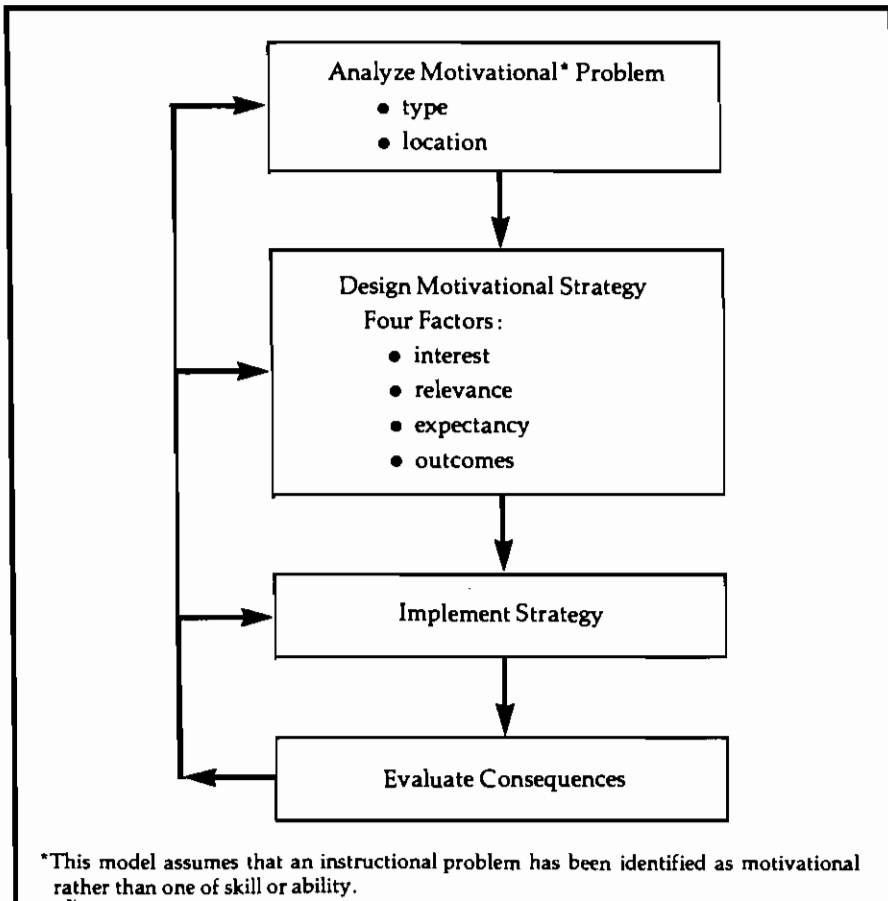 Analyze Motivational* Problem
• type
• location
Design Motivational Strategy
Four Factors:
• interest
• relevance
• expectancy
• outcomes
Implement Strategy
Evaluate Consequences
*This model assumes that an instructional problem has been identified as motivational
rather than one of skill or ability.